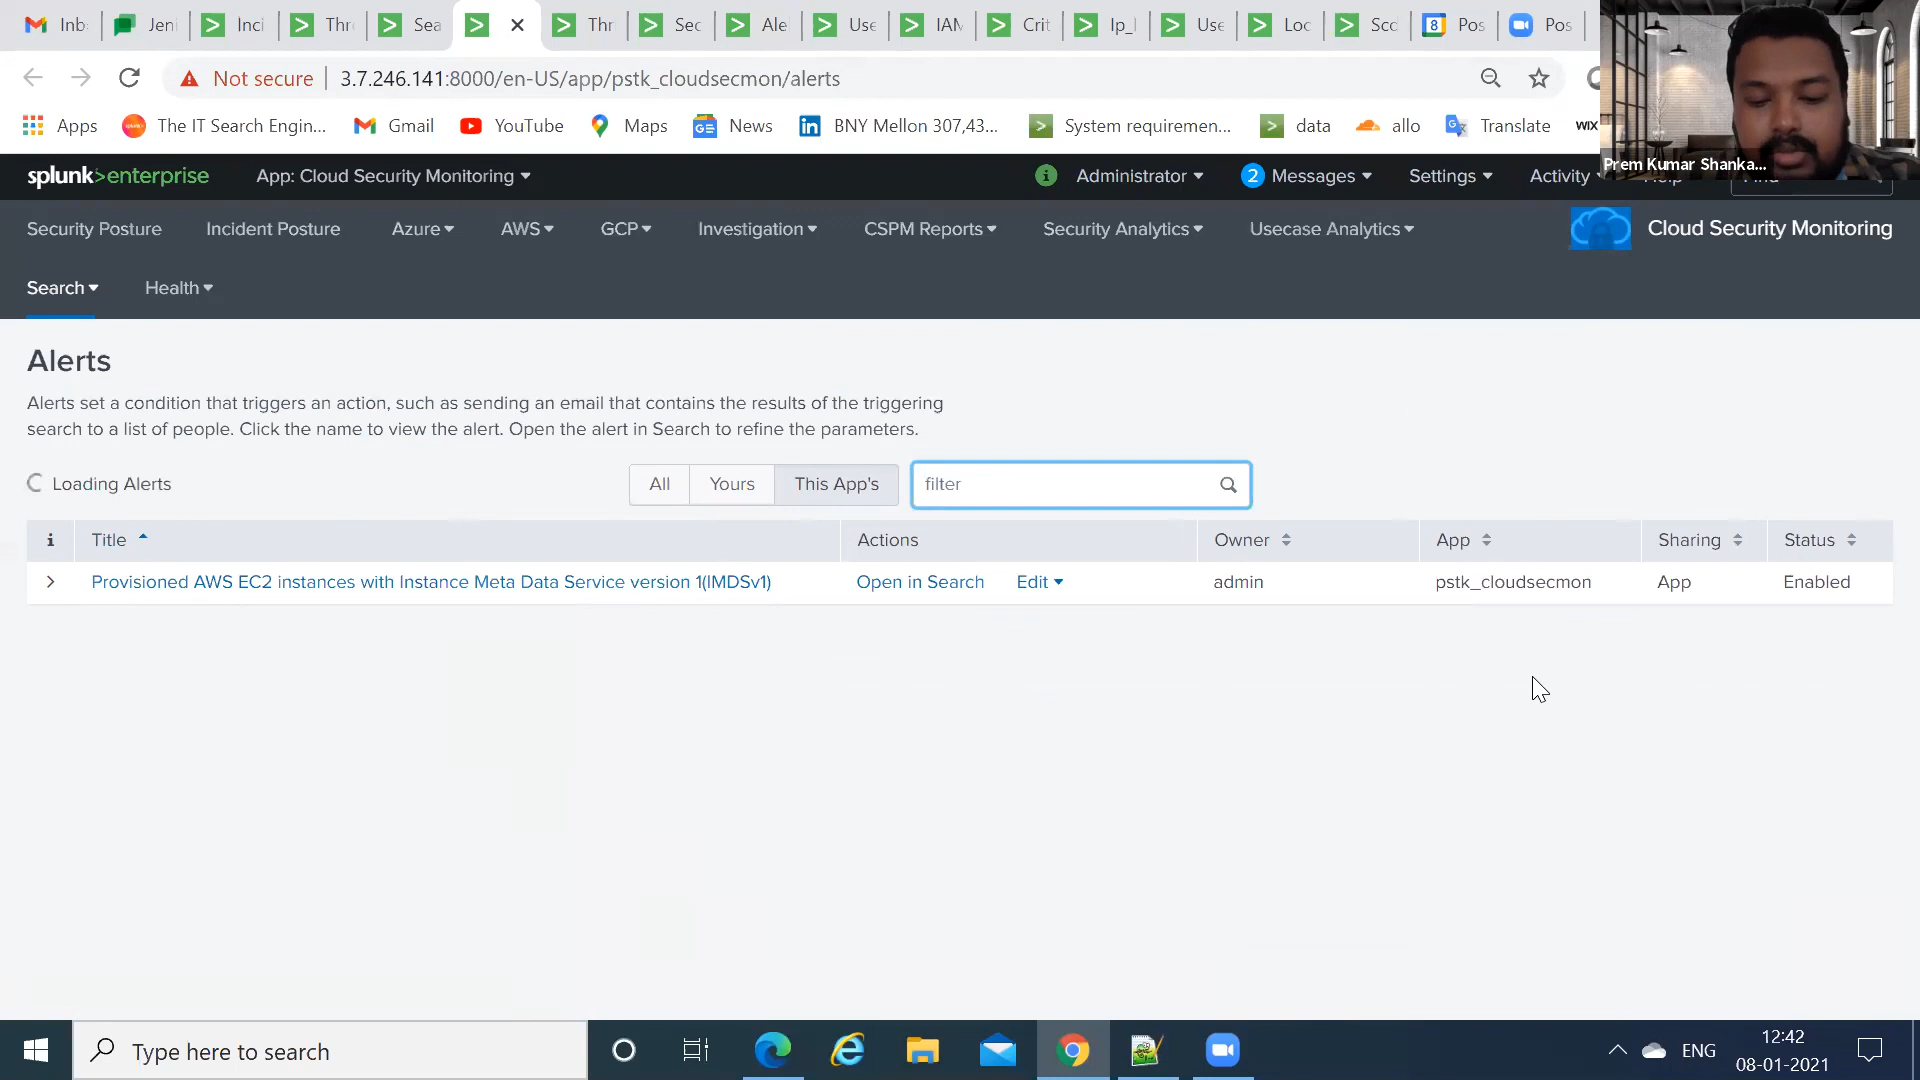 Inb
Jeni
Inci
Thr
Sea
Thr
Sec
Ale
Use
IAM
Crit
Ip_l
Use
Loc
Sco
8
Pos
Pos
Not secure
3.7.246.141:8000/en-US/app/pstk_cloudsecmon/alerts
Apps
The IT Search Engin...
Gmail
YouTube
Maps
News
BNY Mellon 307,43...
System requiremen...
data
allo
Translate
WIX
Prem Kumar Shanka...
splunk>enterprise
App: Cloud Security Monitoring
Administrator
2 Messages
Settings
Activity
Security Posture
Incident Posture
Azure
AWS
GCP
Investigation
CSPM Reports
Security Analytics
Usecase Analytics
Cloud Security Monitoring
Search
Health
Alerts
Alerts set a condition that triggers an action, such as sending an email that contains the results of the triggering
search to a list of people. Click the name to view the alert. Open the alert in Search to refine the parameters.
Loading Alerts
All
Yours
This App's
filter
i
Title
Actions
Owner
App
Sharing
Status
Provisioned AWS EC2 instances with Instance Meta Data Service version 1(IMDSv1)
Open in Search
Edit
admin
pstk_cloudsecmon
App
Enabled
Type here to search
ENG
12:42
08-01-2021